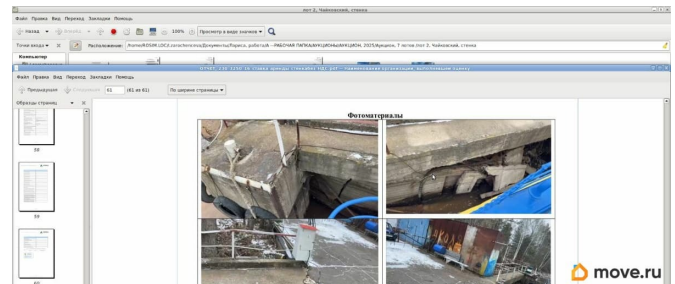 лот 2, Чайковский, стенка
Файл Правка Вид Переход Закладки Помощь
Назад
100%
Просмотр в виде значков
Точки входа
Расположение:
Компьютер
Файл Правка Вид Переход Закладки Помощь
Предыдущая Следующая 61 (61 из 61) По ширине страницы
Образцы страниц
Фотоматериалы
58
59
60
move.ru